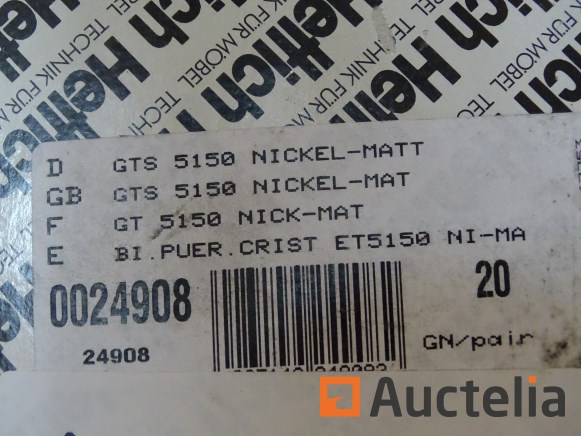 Hettich
TECHNIK FÜR MÖBEL
D GTS 5150 NICKEL-MATT
GB GTS 5150 NICKEL-MAT
F GT 5150 NICK-MAT
E BI.PUER.CRIST ET5150 NI-MA
0024908
20
24908
GN/pair
Auctelia